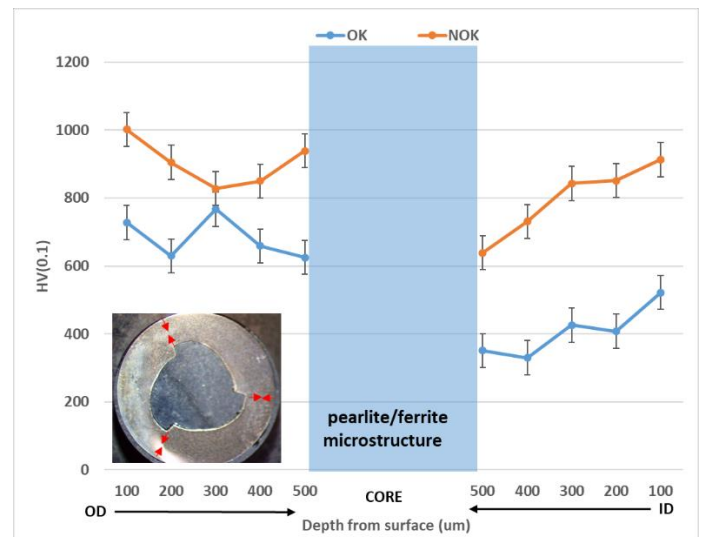 OK NOK
1200
1000
800
600
400
200
0
HV(0.1)
pearlite/ferrite
microstructure
100 200 300 400 500 CORE 500 400 300 200 100
OD ID
Depth from surface (um)